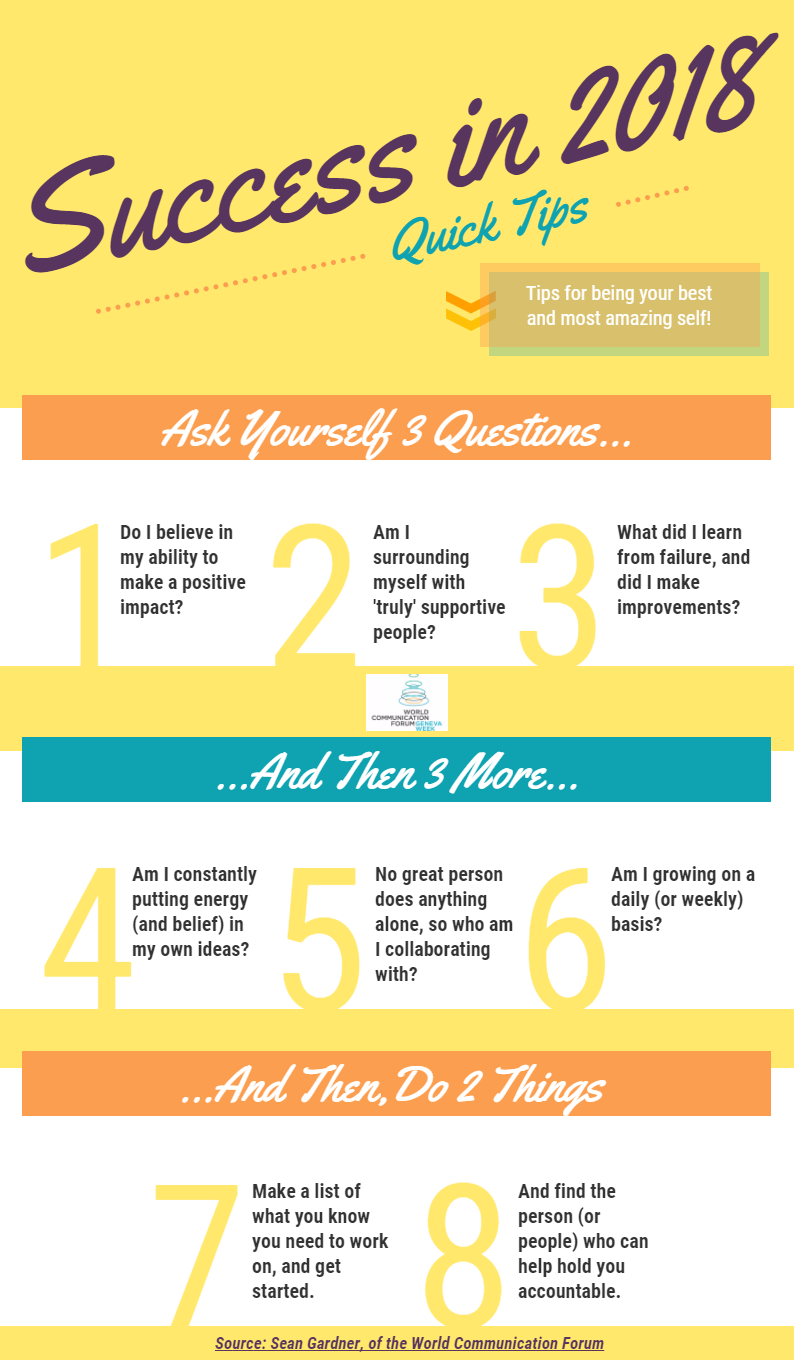 Success in 2018
Quick Tips
Tips for being your best
and most amazing self!
Ask Yourself 3 Questions...
1
Do I believe in
my ability to
make a positive
impact?
2
Am I
surrounding
myself with
'truly' supportive
people?
3
What did I learn
from failure, and
did I make
improvements?
WORLD
COMMUNICATION
FORUM GENEVA
WEEK
...And Then 3 More...
4
Am I constantly
putting energy
(and belief) in
my own ideas?
5
No great person
does anything
alone, so who am
I collaborating
with?
6
Am I growing on a
daily (or weekly)
basis?
...And Then, Do 2 Things
7
Make a list of
what you know
you need to work
on, and get
started.
8
And find the
person (or
people) who can
help hold you
accountable.
Source: Sean Gardner, of the World Communication Forum